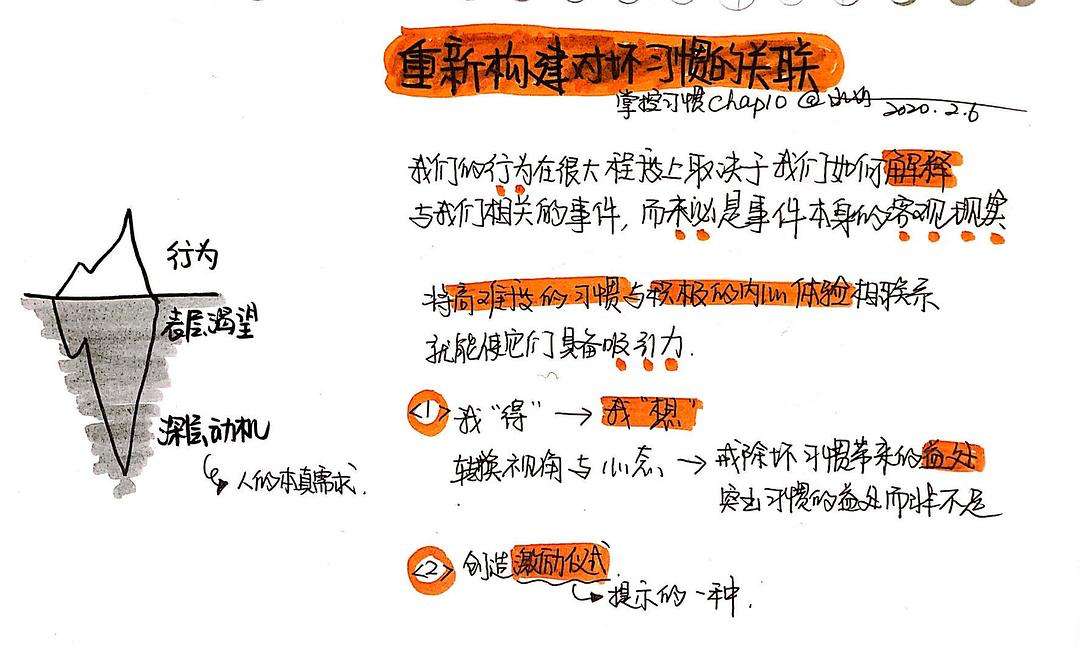 重新构建对坏习惯的关联
掌控习惯Chap10 @
2020.2.6
我们的行为在很大程度上取决于我们如何解释
与我们相关的事件，而未必是事件本身的客观现实
将高难度的习惯与积极的内心体验相联系
就能使它们具备吸引力.
<1> 我“得” → 我“想”
转换视角与心态 → 戒除坏习惯带来的益处
突出习惯的益处而非不足
<2> 创造激励仪式
提示的一种.
行为
表层渴望
深层动机
人的本真需求.